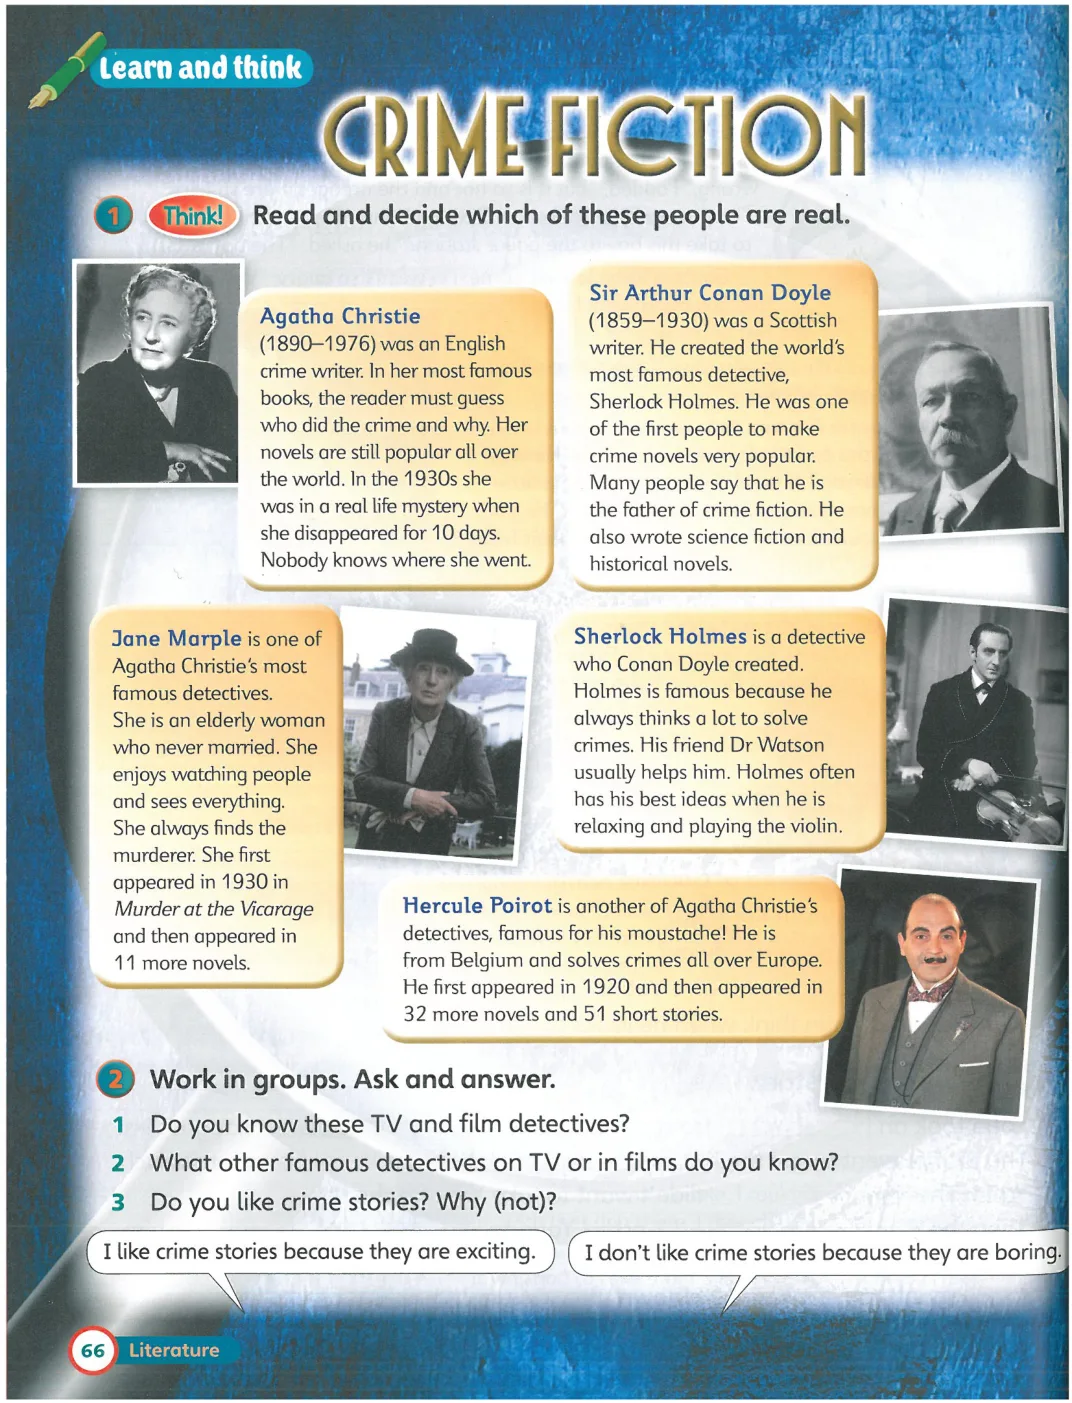 Learn and think
CRIME FICTION
1 Think! Read and decide which of these people are real.
Agatha Christie
(1890–1976) was an English
crime writer. In her most famous
books, the reader must guess
who did the crime and why. Her
novels are still popular all over
the world. In the 1930s she
was in a real life mystery when
she disappeared for 10 days.
Nobody knows where she went.
Sir Arthur Conan Doyle
(1859–1930) was a Scottish
writer. He created the world's
most famous detective,
Sherlock Holmes. He was one
of the first people to make
crime novels very popular.
Many people say that he is
the father of crime fiction. He
also wrote science fiction and
historical novels.
Jane Marple is one of
Agatha Christie's most
famous detectives.
She is an elderly woman
who never married. She
enjoys watching people
and sees everything.
She always finds the
murderer. She first
appeared in 1930 in
Murder at the Vicarage
and then appeared in
11 more novels.
Sherlock Holmes is a detective
who Conan Doyle created.
Holmes is famous because he
always thinks a lot to solve
crimes. His friend Dr Watson
usually helps him. Holmes often
has his best ideas when he is
relaxing and playing the violin.
Hercule Poirot is another of Agatha Christie's
detectives, famous for his moustache! He is
from Belgium and solves crimes all over Europe.
He first appeared in 1920 and then appeared in
32 more novels and 51 short stories.
2 Work in groups. Ask and answer.
1 Do you know these TV and film detectives?
2 What other famous detectives on TV or in films do you know?
3 Do you like crime stories? Why (not)?
I like crime stories because they are exciting.
I don't like crime stories because they are boring.
66 Literature